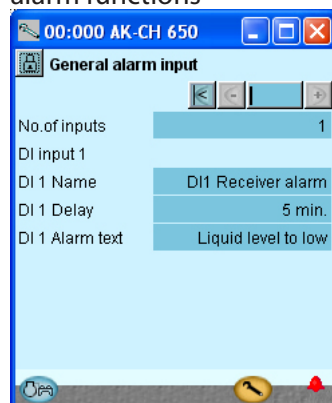 alarm functions
00:000 AK-CH 650
General alarm input
No.of inputs 1
DI input 1
DI 1 Name DI1 Receiver alarm
DI 1 Delay 5 min.
DI 1 Alarm text Liquid level to low